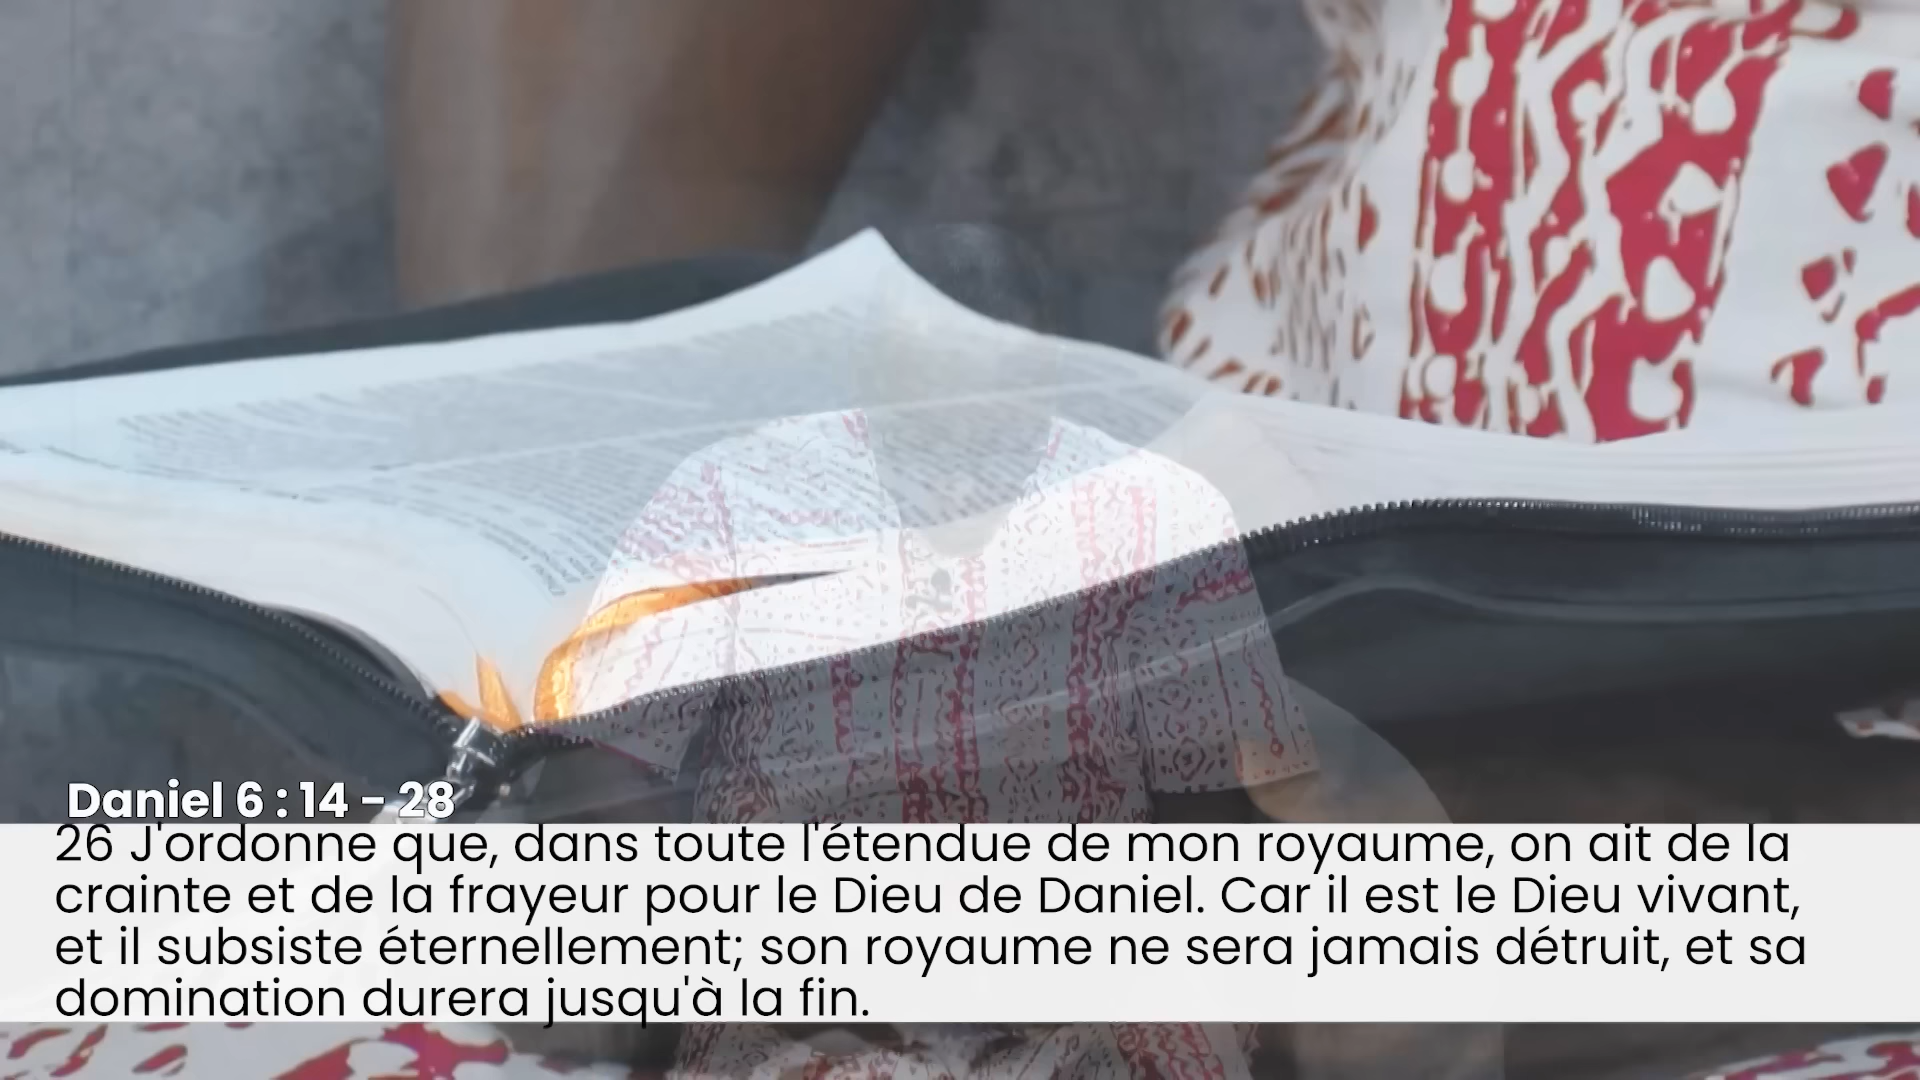 Daniel 6 : 14 - 28
26 J'ordonne que, dans toute l'étendue de mon royaume, on ait de la
crainte et de la frayeur pour le Dieu de Daniel. Car il est le Dieu vivant,
et il subsiste éternellement; son royaume ne sera jamais détruit, et sa
domination durera jusqu'à la fin.